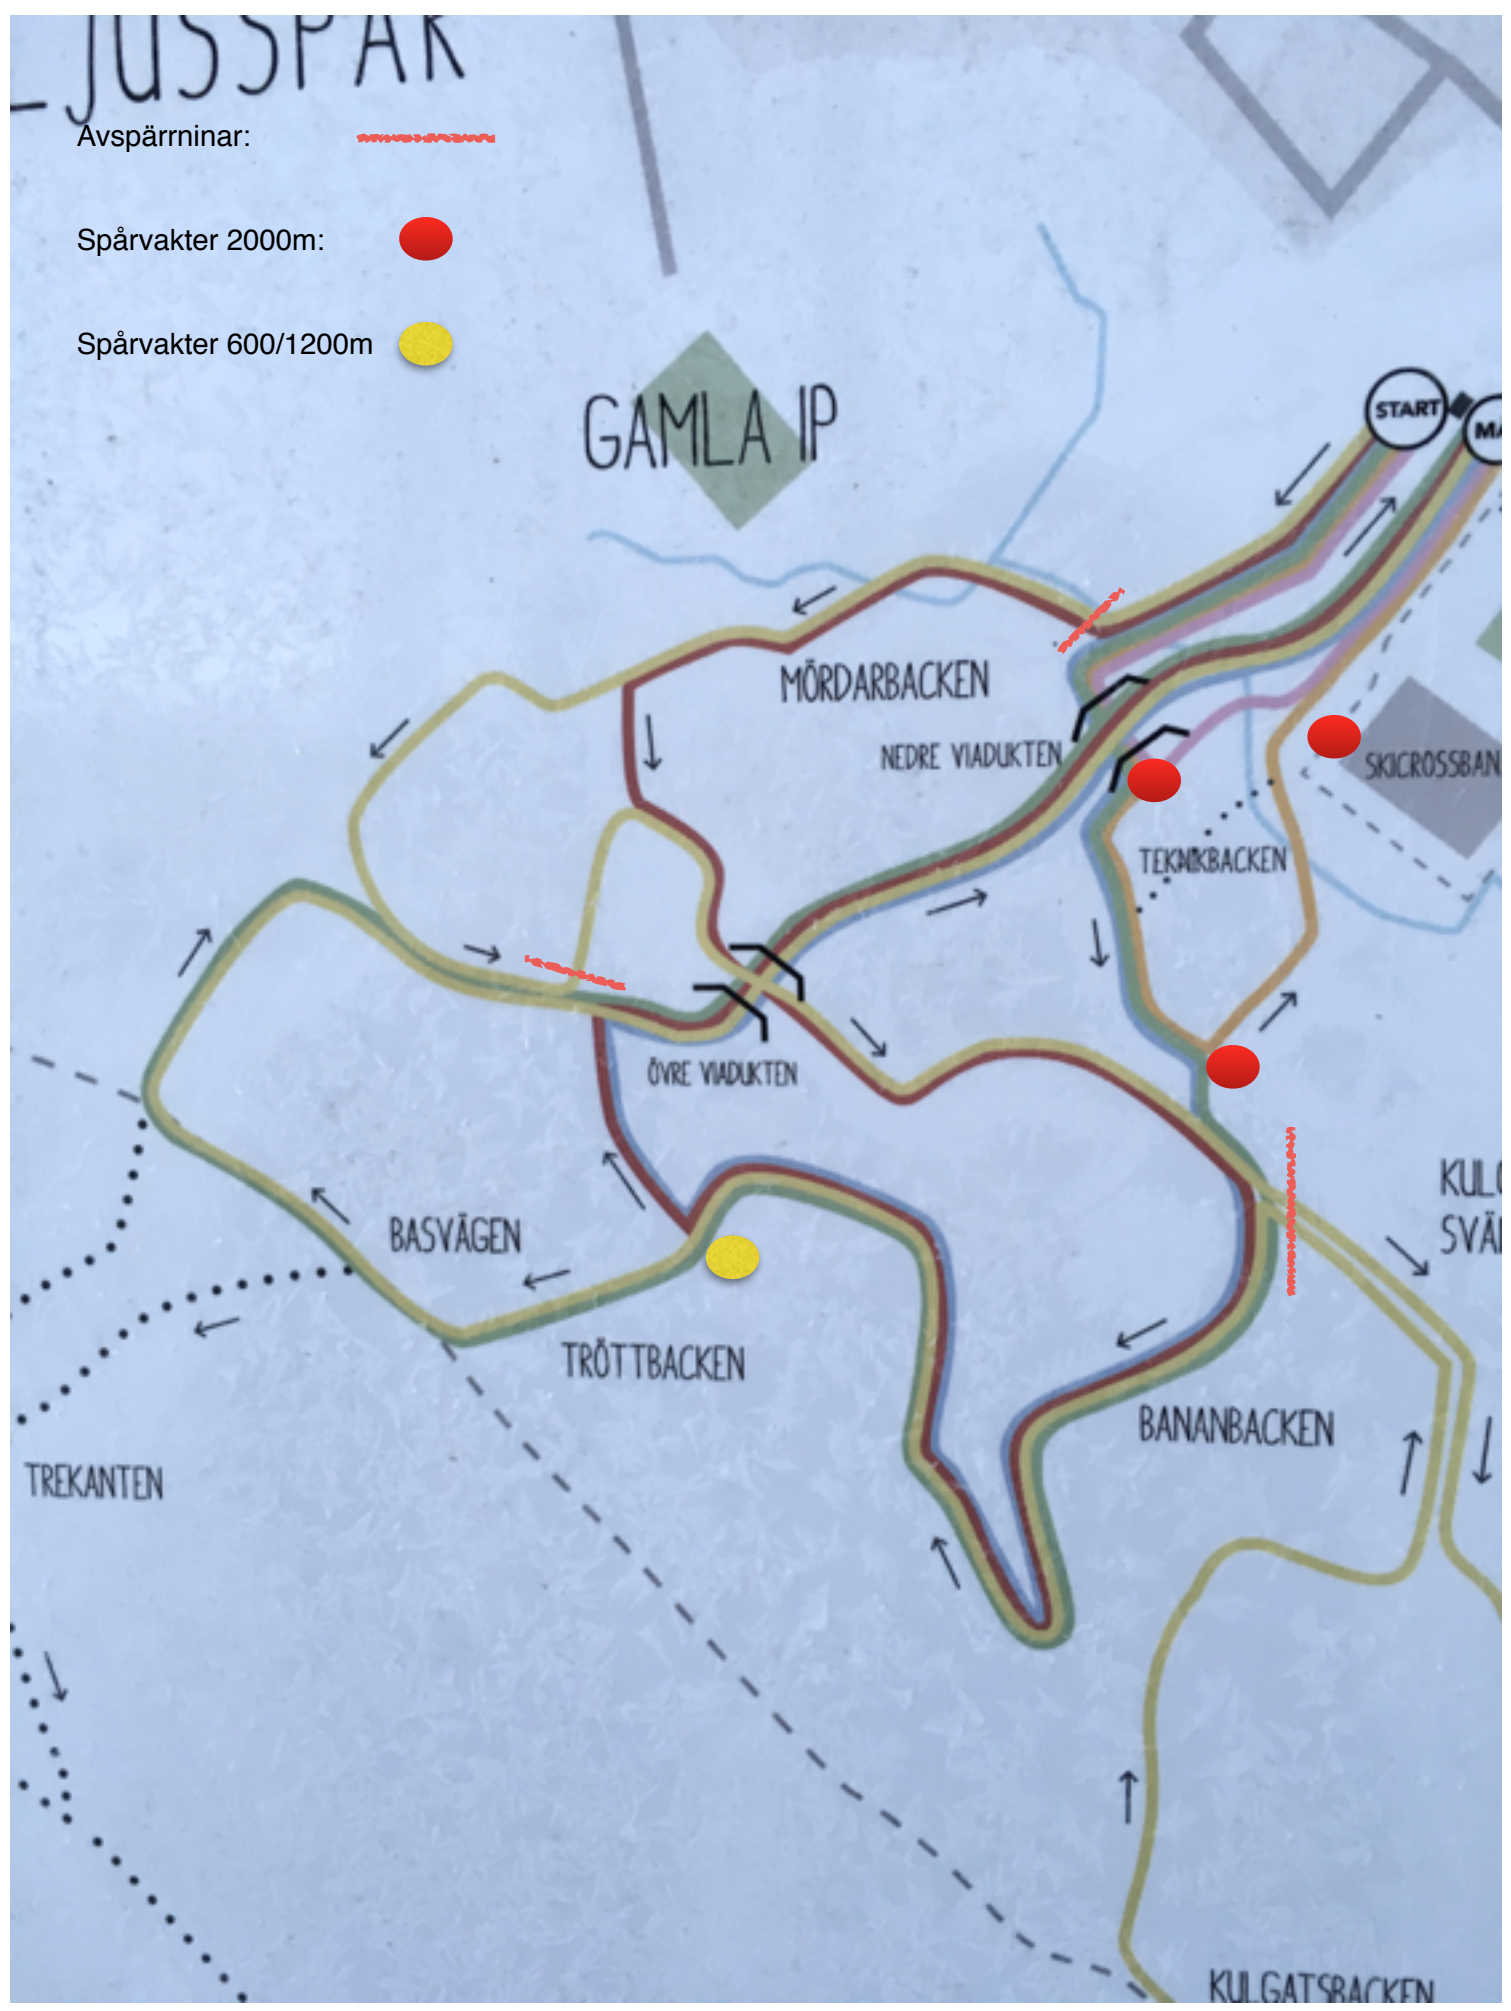 LJUSSPÅR
Avspärrninar:
Spårvakter 2000m:
Spårvakter 600/1200m
GAMLA IP
START
MÖRDARBACKEN
NEDRE VIADUKTEN
SKICROSSBAN
TEKNIKBACKEN
ÖVRE VIADUKTEN
BASVÄGEN
TRÖTTBACKEN
BANANBACKEN
TREKANTEN
KULGATSBACKEN